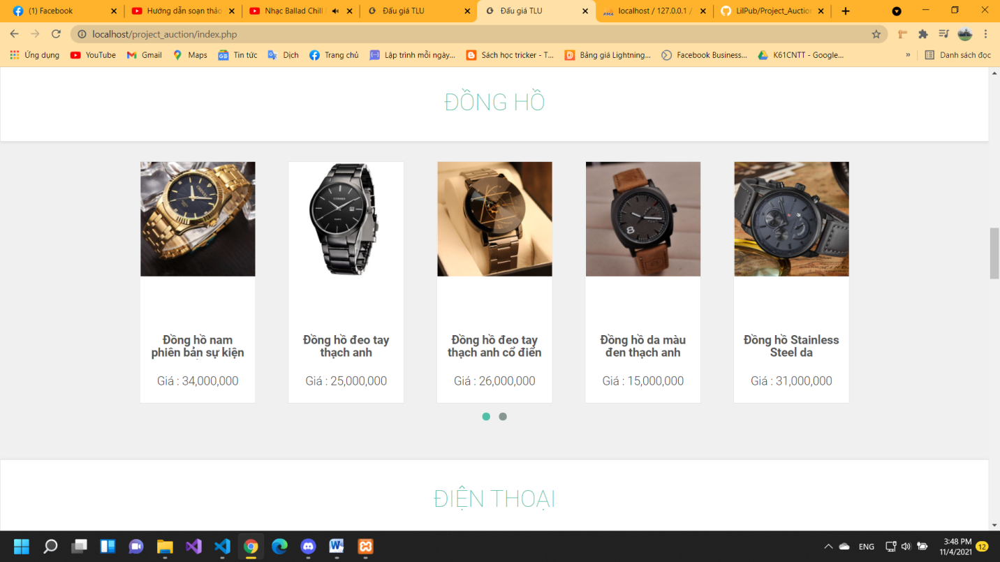 (1) Facebook
Hướng dẫn soạn thảo
Nhạc Ballad Chill
Đấu giá TLU
Đấu giá TLU
localhost / 127.0.0.1 /
LilPub/Project_Auction
localhost/project_auction/index.php
Ứng dụng
YouTube
Gmail
Maps
Tin tức
Dịch
Trang chủ
Lập trình mỗi ngày...
Sách học tricker - T...
Bảng giá Lightning...
Facebook Business...
K61CNTT - Google...
»
Danh sách đọc
ĐỒNG HỒ
Đồng hồ nam
phiên bản sự kiện
Giá : 34,000,000
Đồng hồ đeo tay
thạch anh
Giá : 25,000,000
Đồng hồ đeo tay
thạch anh cổ điển
Giá : 26,000,000
8
Đồng hồ da màu
đen thạch anh
Giá : 15,000,000
Đồng hồ Stainless
Steel da
Giá : 31,000,000
ĐIỆN THOẠI
ENG
3:48 PM
11/4/2021
12